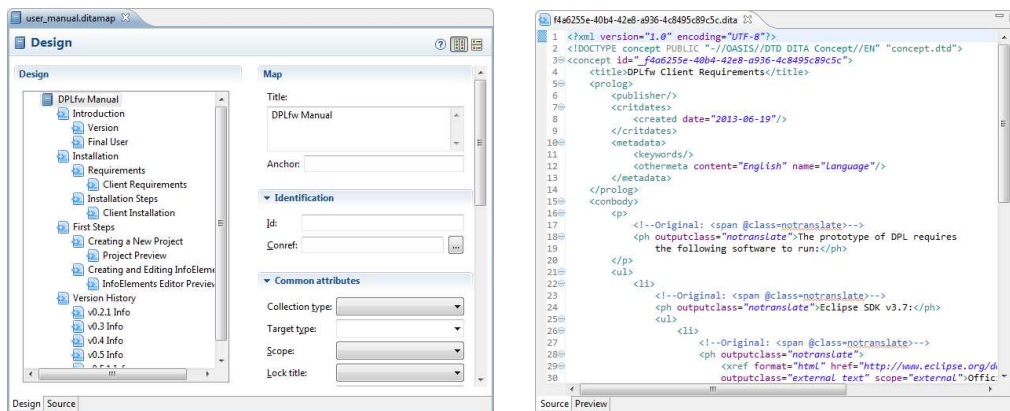 user_manual.ditamap
Design
Design
DPLfw Manual
Introduction
Version
Final User
Installation
Requirements
Client Requirements
Installation Steps
Client Installation
First Steps
Creating a New Project
Project Preview
Creating and Editing InfoEleme
InfoElements Editor Preview
Version History
v0.2.1 Info
v0.3 Info
v0.4 Info
v0.5 Info
Map
Title:
DPLfw Manual
Anchor:
Identification
Id:
Conref:
...
Common attributes
Collection type:
Target type:
Scope:
Lock title:
Design Source
f4a6255e-40b4-42e8-a936-4c8495c89c5c.dita
1 <?xml version="1.0" encoding="UTF-8"?>
2 <!DOCTYPE concept PUBLIC "-//OASIS//DTD DITA Concept//EN" "concept.dtd">
3 <concept id="_f4a6255e-40b4-42e8-a936-4c8495c89c5c">
4 <title>DPLfw Client Requirements</title>
5 <prolog>
6 <publisher/>
7 <critdates>
8 <created date="2013-06-19"/>
9 </critdates>
10 <metadata>
11 <keywords/>
12 <othermeta content="English" name="language"/>
13 </metadata>
14 </prolog>
15 <conbody>
16 <p>
17 <!--Original: <span @class=notranslate>-->
18 <ph outputclass="notranslate">The prototype of DPL requires
19 the following software to run:</ph>
20 </p>
21 <ul>
22 <li>
23 <!--Original: <span @class=notranslate>-->
24 <ph outputclass="notranslate">Eclipse SDK v3.7:</ph>
25 <ul>
26 <li>
27 <!--Original: <span @class=notranslate>-->
28 <ph outputclass="notranslate">
29 <xref format="html" href="http://www.eclipse.org/d
30 outputclass="external text" scope="external">Offic
Source Preview